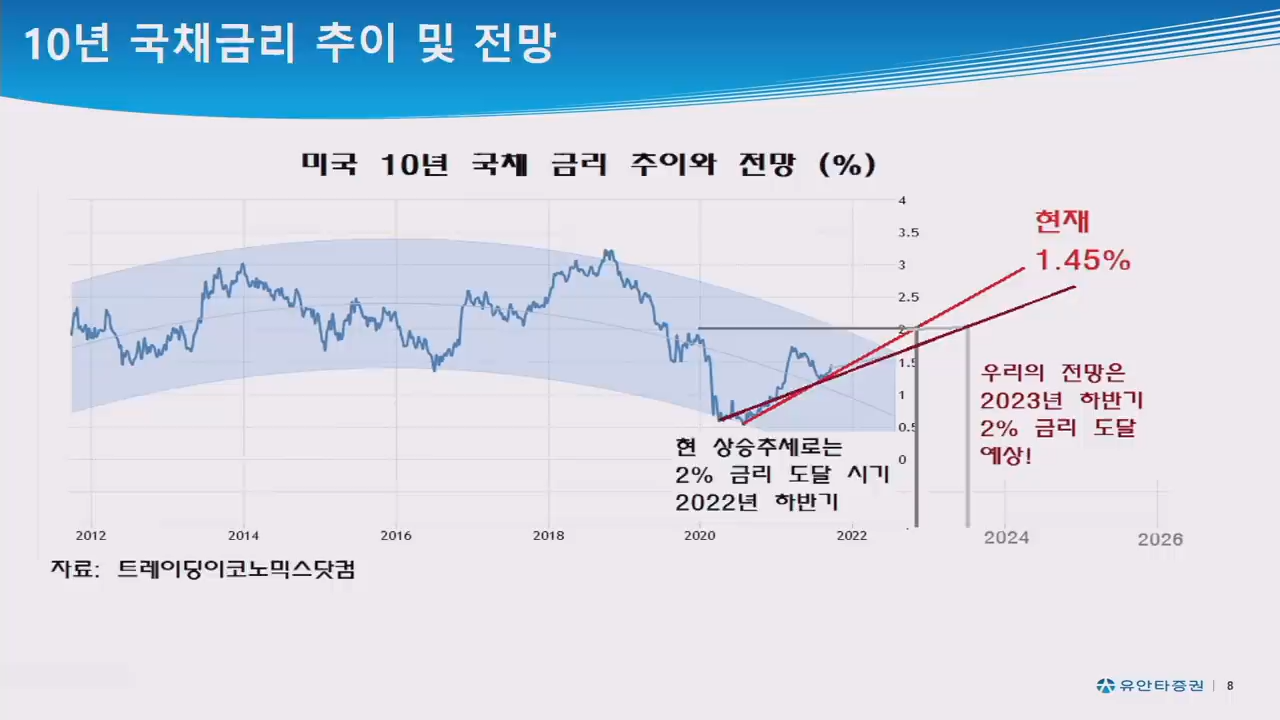 10년 국채금리 추이 및 전망
미국 10년 국채 금리 추이와 전망 (%)
4
3.5
3
2.5
2
1.5
1
0.5
0
현재
1.45%
우리의 전망은
2023년 하반기
2% 금리 도달
예상!
현 상승추세로는
2% 금리 도달 시기
2022년 하반기
2012
2014
2016
2018
2020
2022
2024
2026
자료: 트레이딩이코노믹스닷컴
유안타증권 | 8